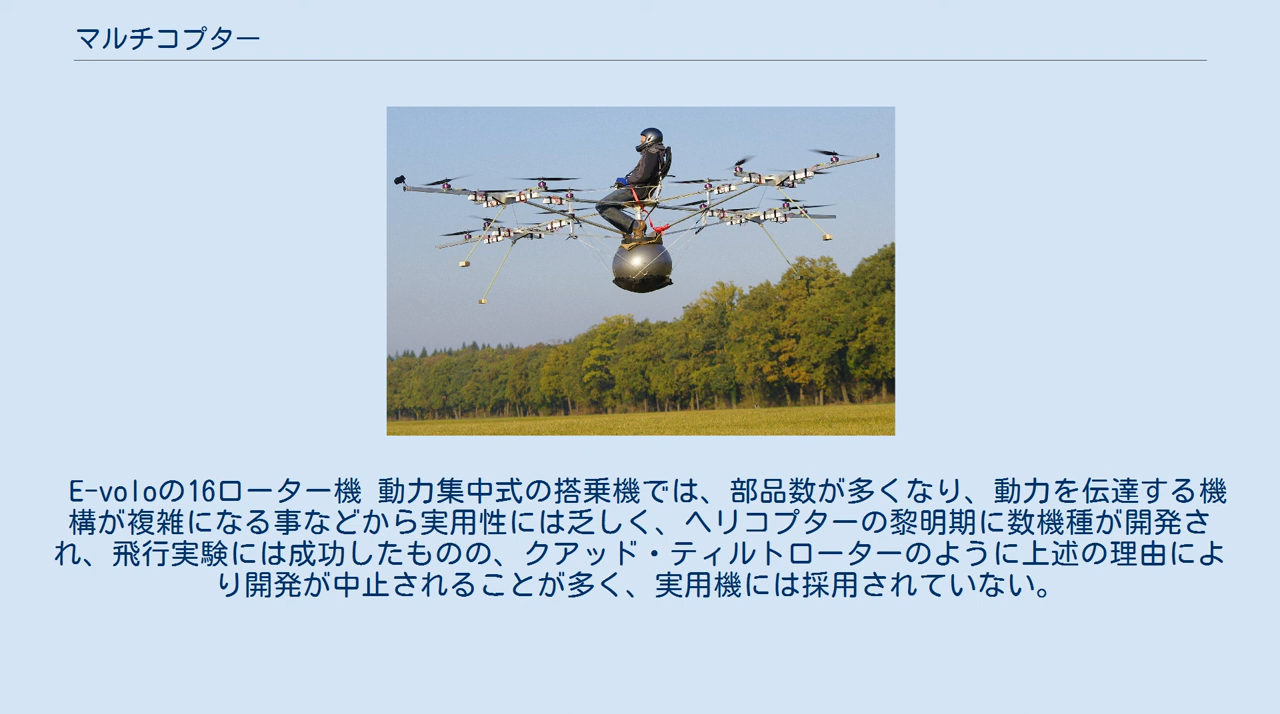 マルチコプター
E-voloの16ローター機 動力集中式の搭乗機では、部品数が多くなり、動力を伝達する機
構が複雑になる事などから実用性には乏しく、ヘリコプターの黎明期に数機種が開発さ
れ、飛行実験には成功したものの、クアッド・ティルトローターのように上述の理由によ
り開発が中止されることが多く、実用機には採用されていない。